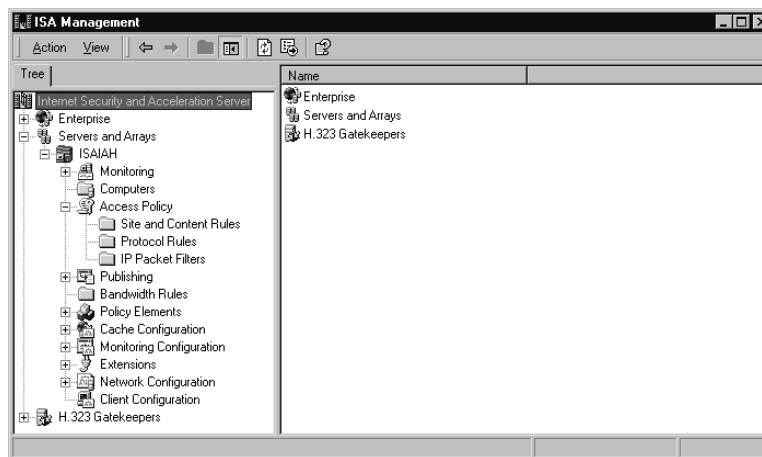 ISA Management
Action View
Tree
Name
Internet Security and Acceleration Server
Enterprise
Servers and Arrays
ISAIAH
Monitoring
Computers
Access Policy
Site and Content Rules
Protocol Rules
IP Packet Filters
Publishing
Bandwidth Rules
Policy Elements
Cache Configuration
Monitoring Configuration
Extensions
Network Configuration
Client Configuration
H.323 Gatekeepers
Enterprise
Servers and Arrays
H.323 Gatekeepers